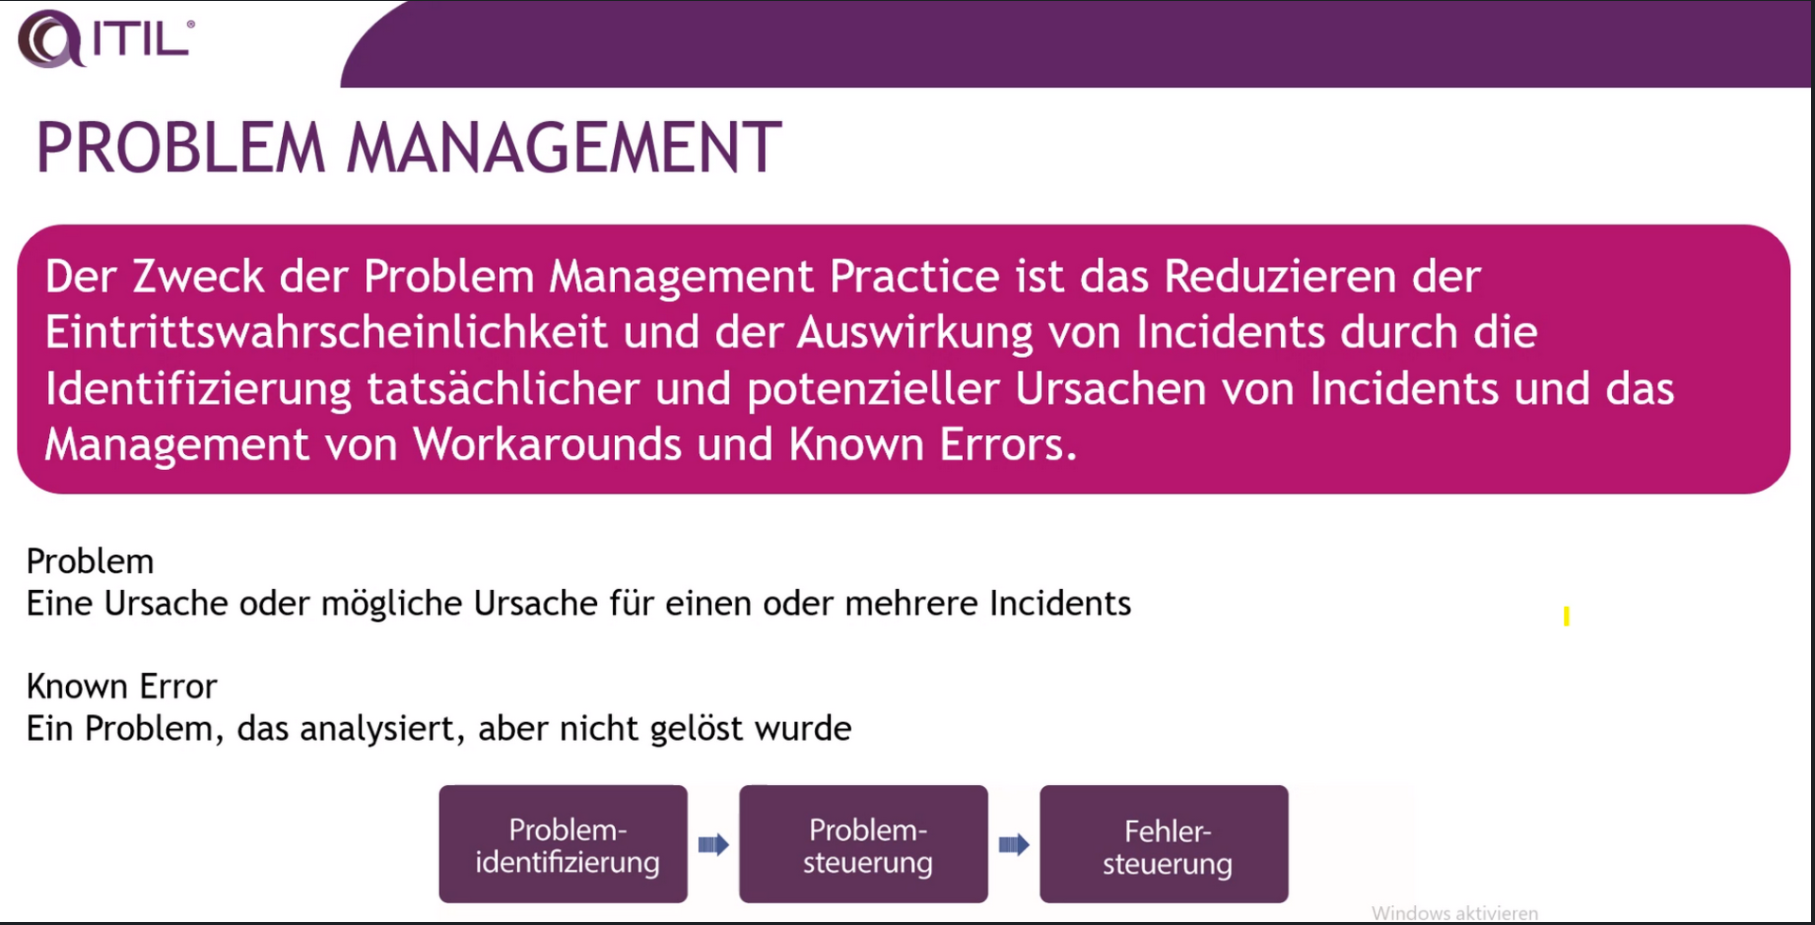 ITIL®
PROBLEM MANAGEMENT
Der Zweck der Problem Management Practice ist das Reduzieren der
Eintrittswahrscheinlichkeit und der Auswirkung von Incidents durch die
Identifizierung tatsächlicher und potenzieller Ursachen von Incidents und das
Management von Workarounds und Known Errors.
Problem
Eine Ursache oder mögliche Ursache für einen oder mehrere Incidents
Known Error
Ein Problem, das analysiert, aber nicht gelöst wurde
Problem-
identifizierung
Problem-
steuerung
Fehler-
steuerung
Windows aktivieren